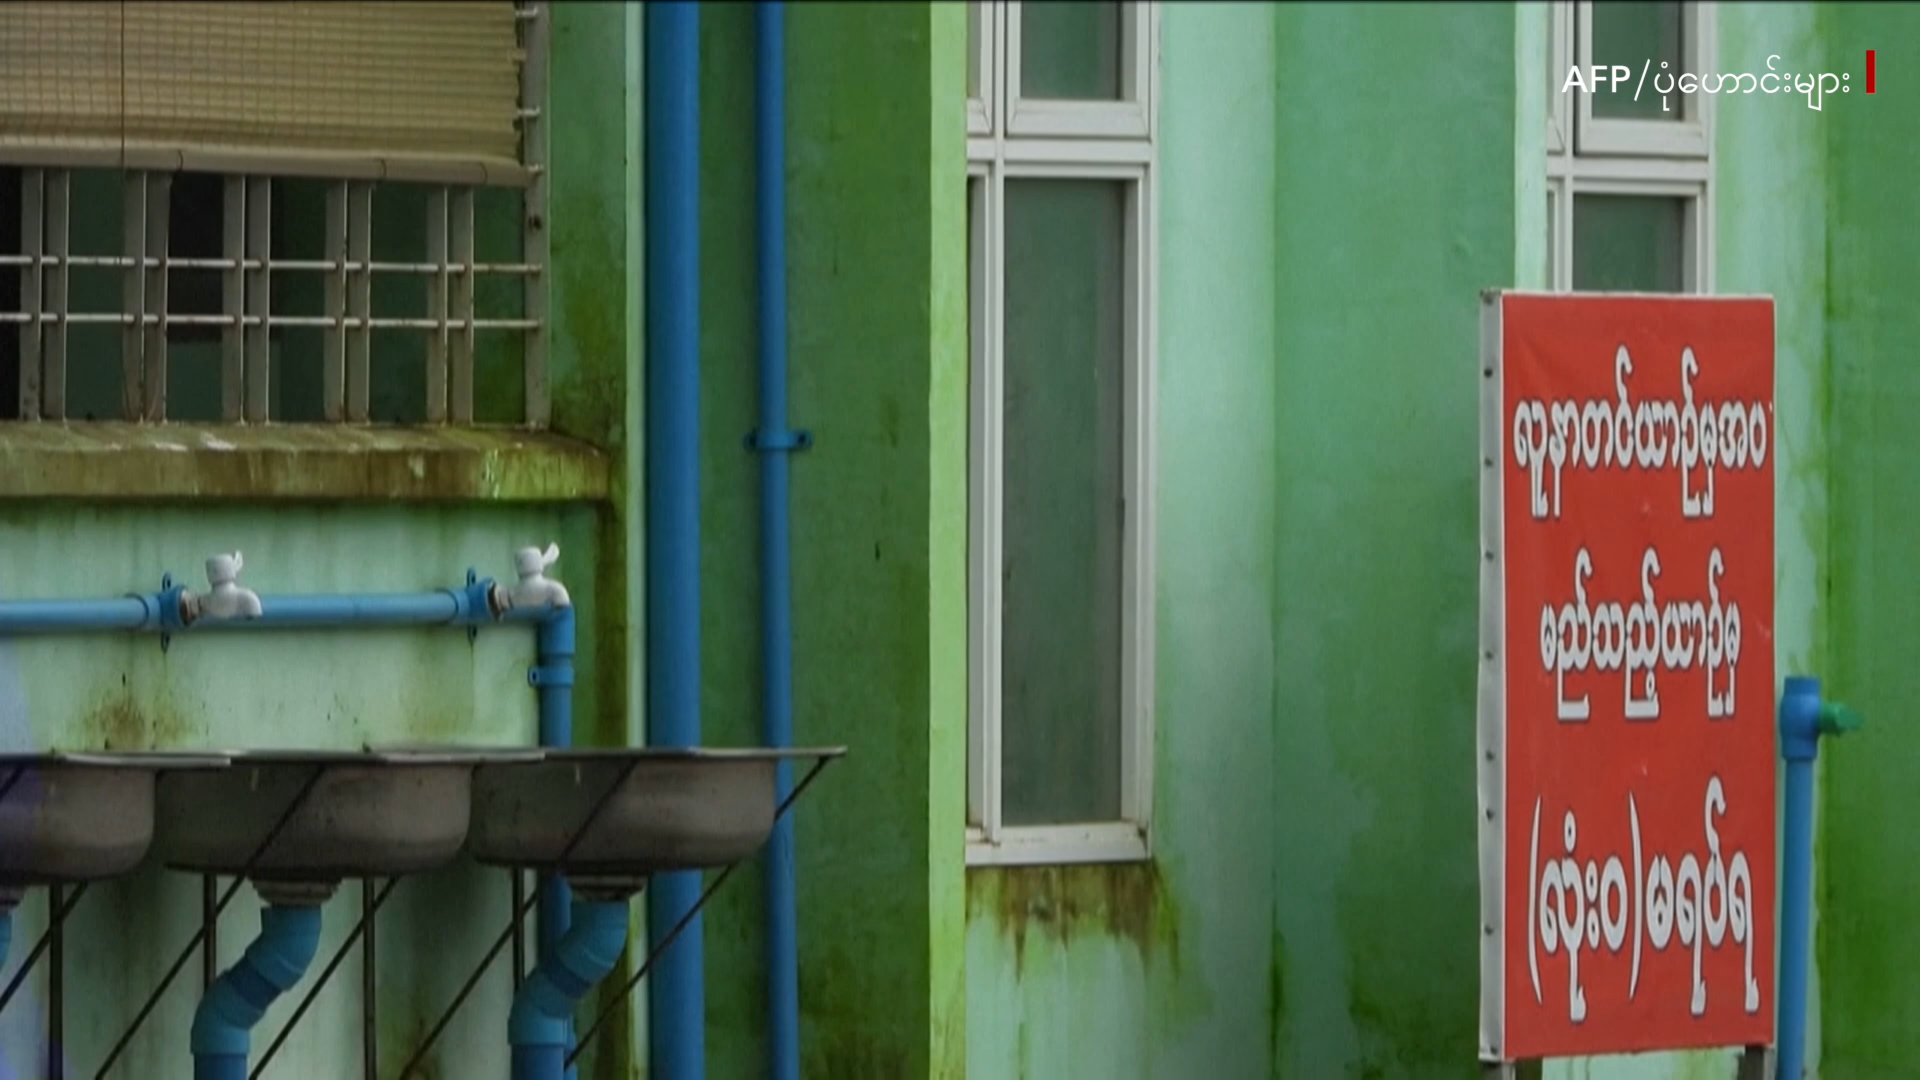 AFP/ပုံဟောင်းများ
လူနာတင်ယာဉ်မှအပ
မည်သည့်ယာဉ်မှ
(လုံးဝ)မရပ်ရ